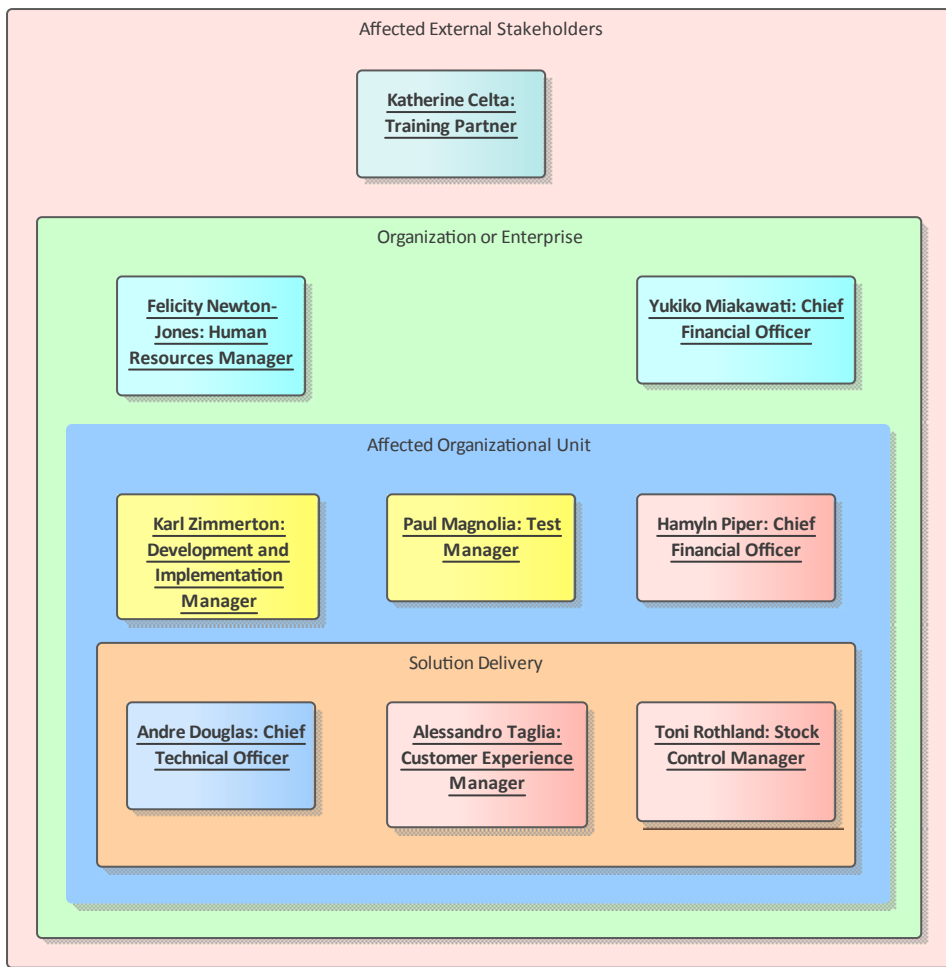 Affected External Stakeholders
Katherine Celta:
Training Partner
Organization or Enterprise
Felicity Newton-
Jones: Human
Resources Manager
Yukiko Miakawati: Chief
Financial Officer
Affected Organizational Unit
Karl Zimmerton:
Development and
Implementation
Manager
Paul Magnolia: Test
Manager
Hamyln Piper: Chief
Financial Officer
Solution Delivery
Andre Douglas: Chief
Technical Officer
Alessandro Taglia:
Customer Experience
Manager
Toni Rothland: Stock
Control Manager